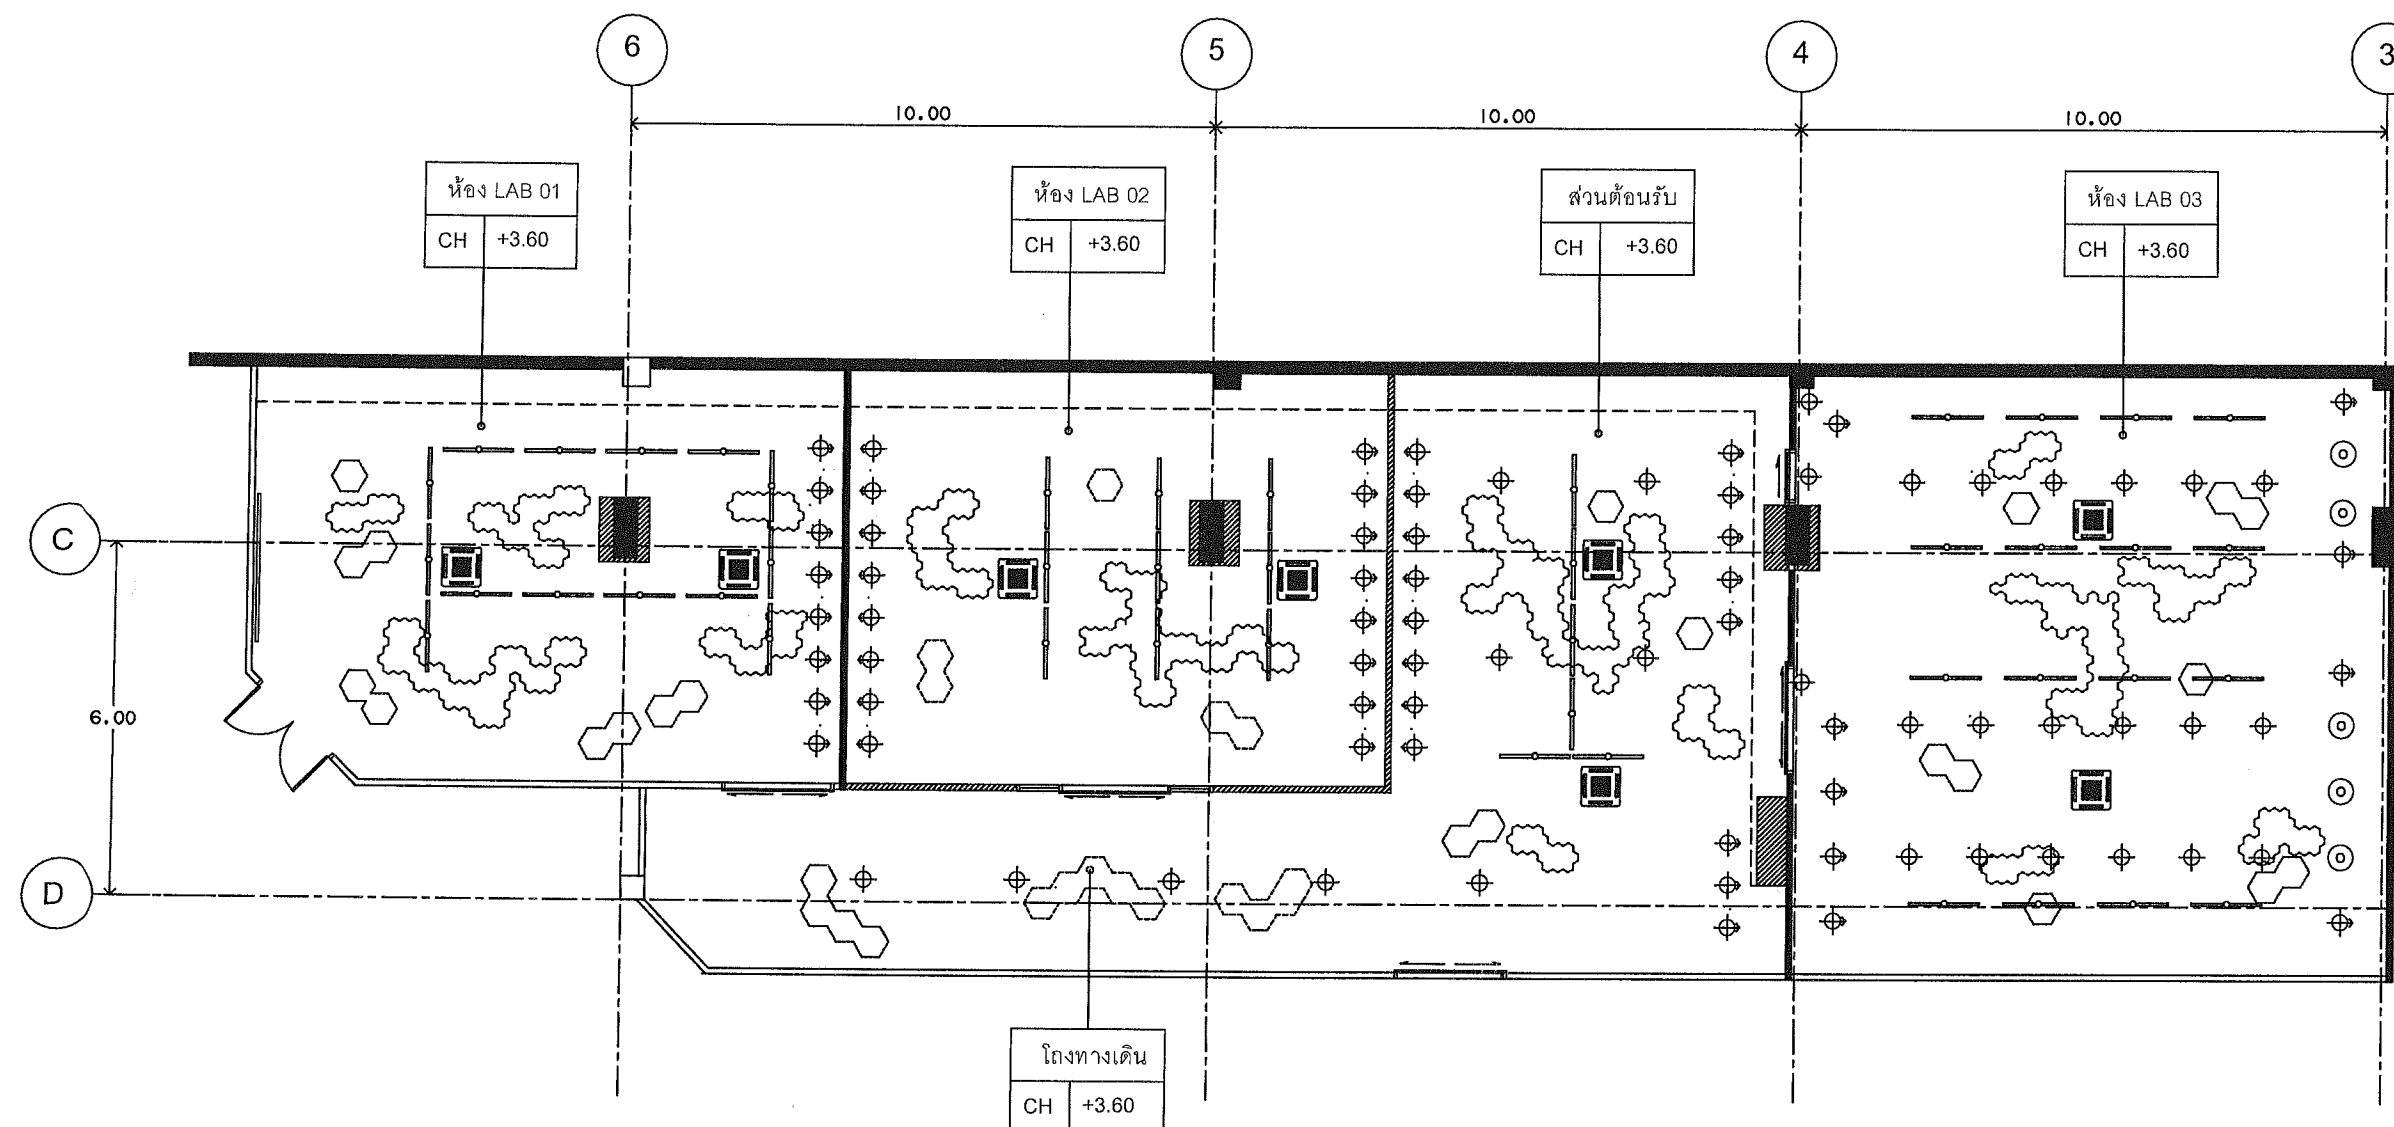 6
5
4
3
10.00
10.00
10.00
ห้อง LAB 01
CH +3.60
ห้อง LAB 02
CH +3.60
ส่วนต้อนรับ
CH +3.60
ห้อง LAB 03
CH +3.60
C
6.00
D
โถงทางเดิน
CH +3.60